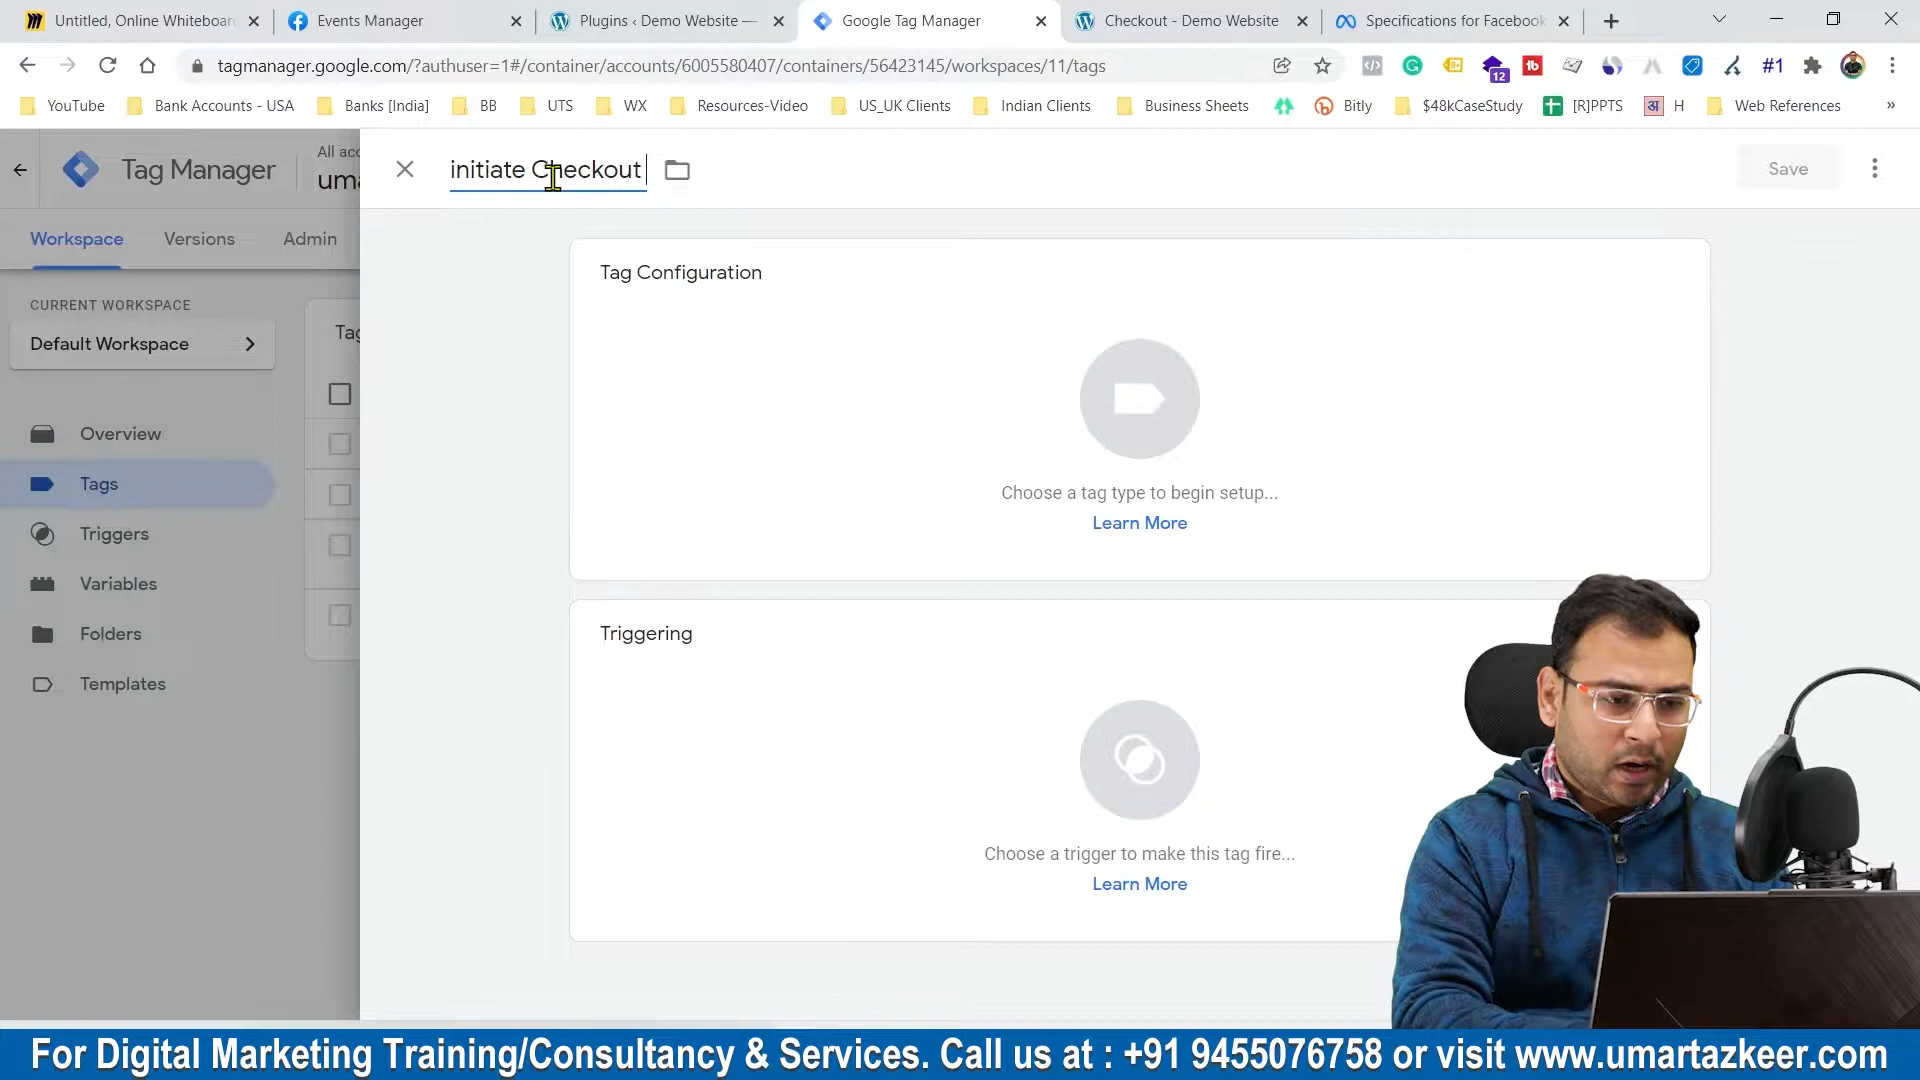 Untitled, Online Whiteboar
Events Manager
Plugins ‹ Demo Website —
Google Tag Manager
Checkout - Demo Website
Specifications for Facebook
tagmanager.google.com/?authuser=1#/container/accounts/6005580407/containers/56423145/workspaces/11/tags
12
#1
YouTube
Bank Accounts - USA
Banks [India]
BB
UTS
WX
Resources-Video
US_UK Clients
Indian Clients
Business Sheets
Bitly
$48kCaseStudy
[R]PPTS
अ
H
Web References
»
Tag Manager
All acc
uma
initiate Checkout
Save
Workspace
Versions
Admin
CURRENT WORKSPACE
Default Workspace
Tag
Overview
Tags
Triggers
Variables
Folders
Templates
Tag Configuration
Choose a tag type to begin setup...
Learn More
Triggering
Choose a trigger to make this tag fire...
Learn More
For Digital Marketing Training/Consultancy & Services. Call us at : +91 9455076758 or visit www.umartazkeer.com